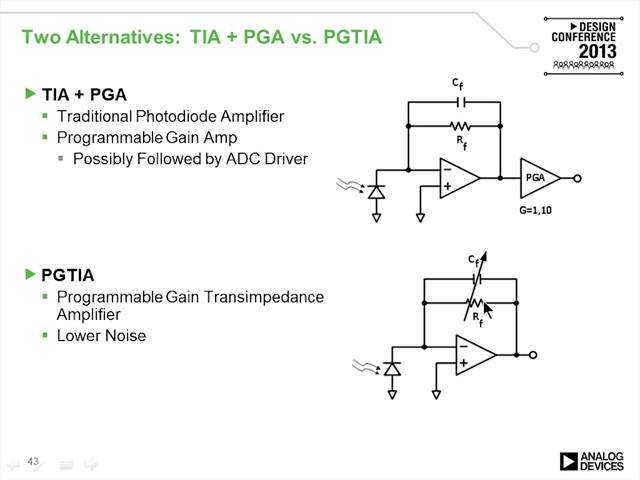 Two Alternatives: TIA + PGA vs. PGTIA
DESIGN
CONFERENCE
2013
TIA + PGA
Traditional Photodiode Amplifier
Programmable Gain Amp
Possibly Followed by ADC Driver
Cf
Rf
−
+
PGA
G=1,10
PGTIA
Programmable Gain Transimpedance
Amplifier
Lower Noise
Cf
Rf
−
+
43
ANALOG
DEVICES